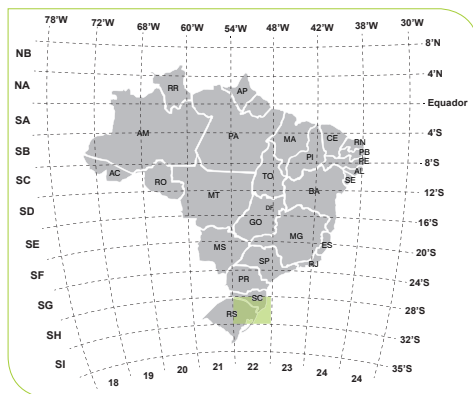 78°W 72°W 68°W 60°W 54°W 48°W 42°W 36°W 30°W
NB 8°N
NA 4°N
RR AP
Equador
SA
4°S
AM PA MA CE RN
SB PI PB
PE
8°S
AC RO TO AL
SE
SC MT BA 12°S
DF
SD GO 16°S
MG
SE MS ES 20°S
SP RJ
SF PR 24°S
SC
SG RS 28°S
SH 32°S
SI 35°S
18 19 20 21 22 23 24 24